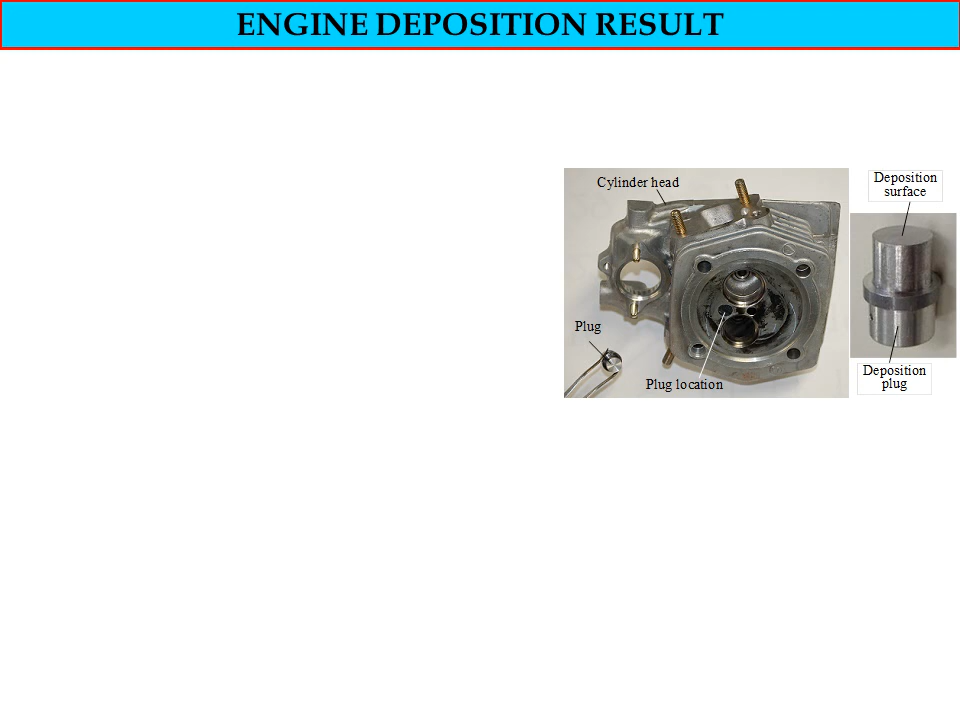 ENGINE DEPOSITION RESULT
Cylinder head
Plug
Plug location
Deposition
surface
Deposition
plug